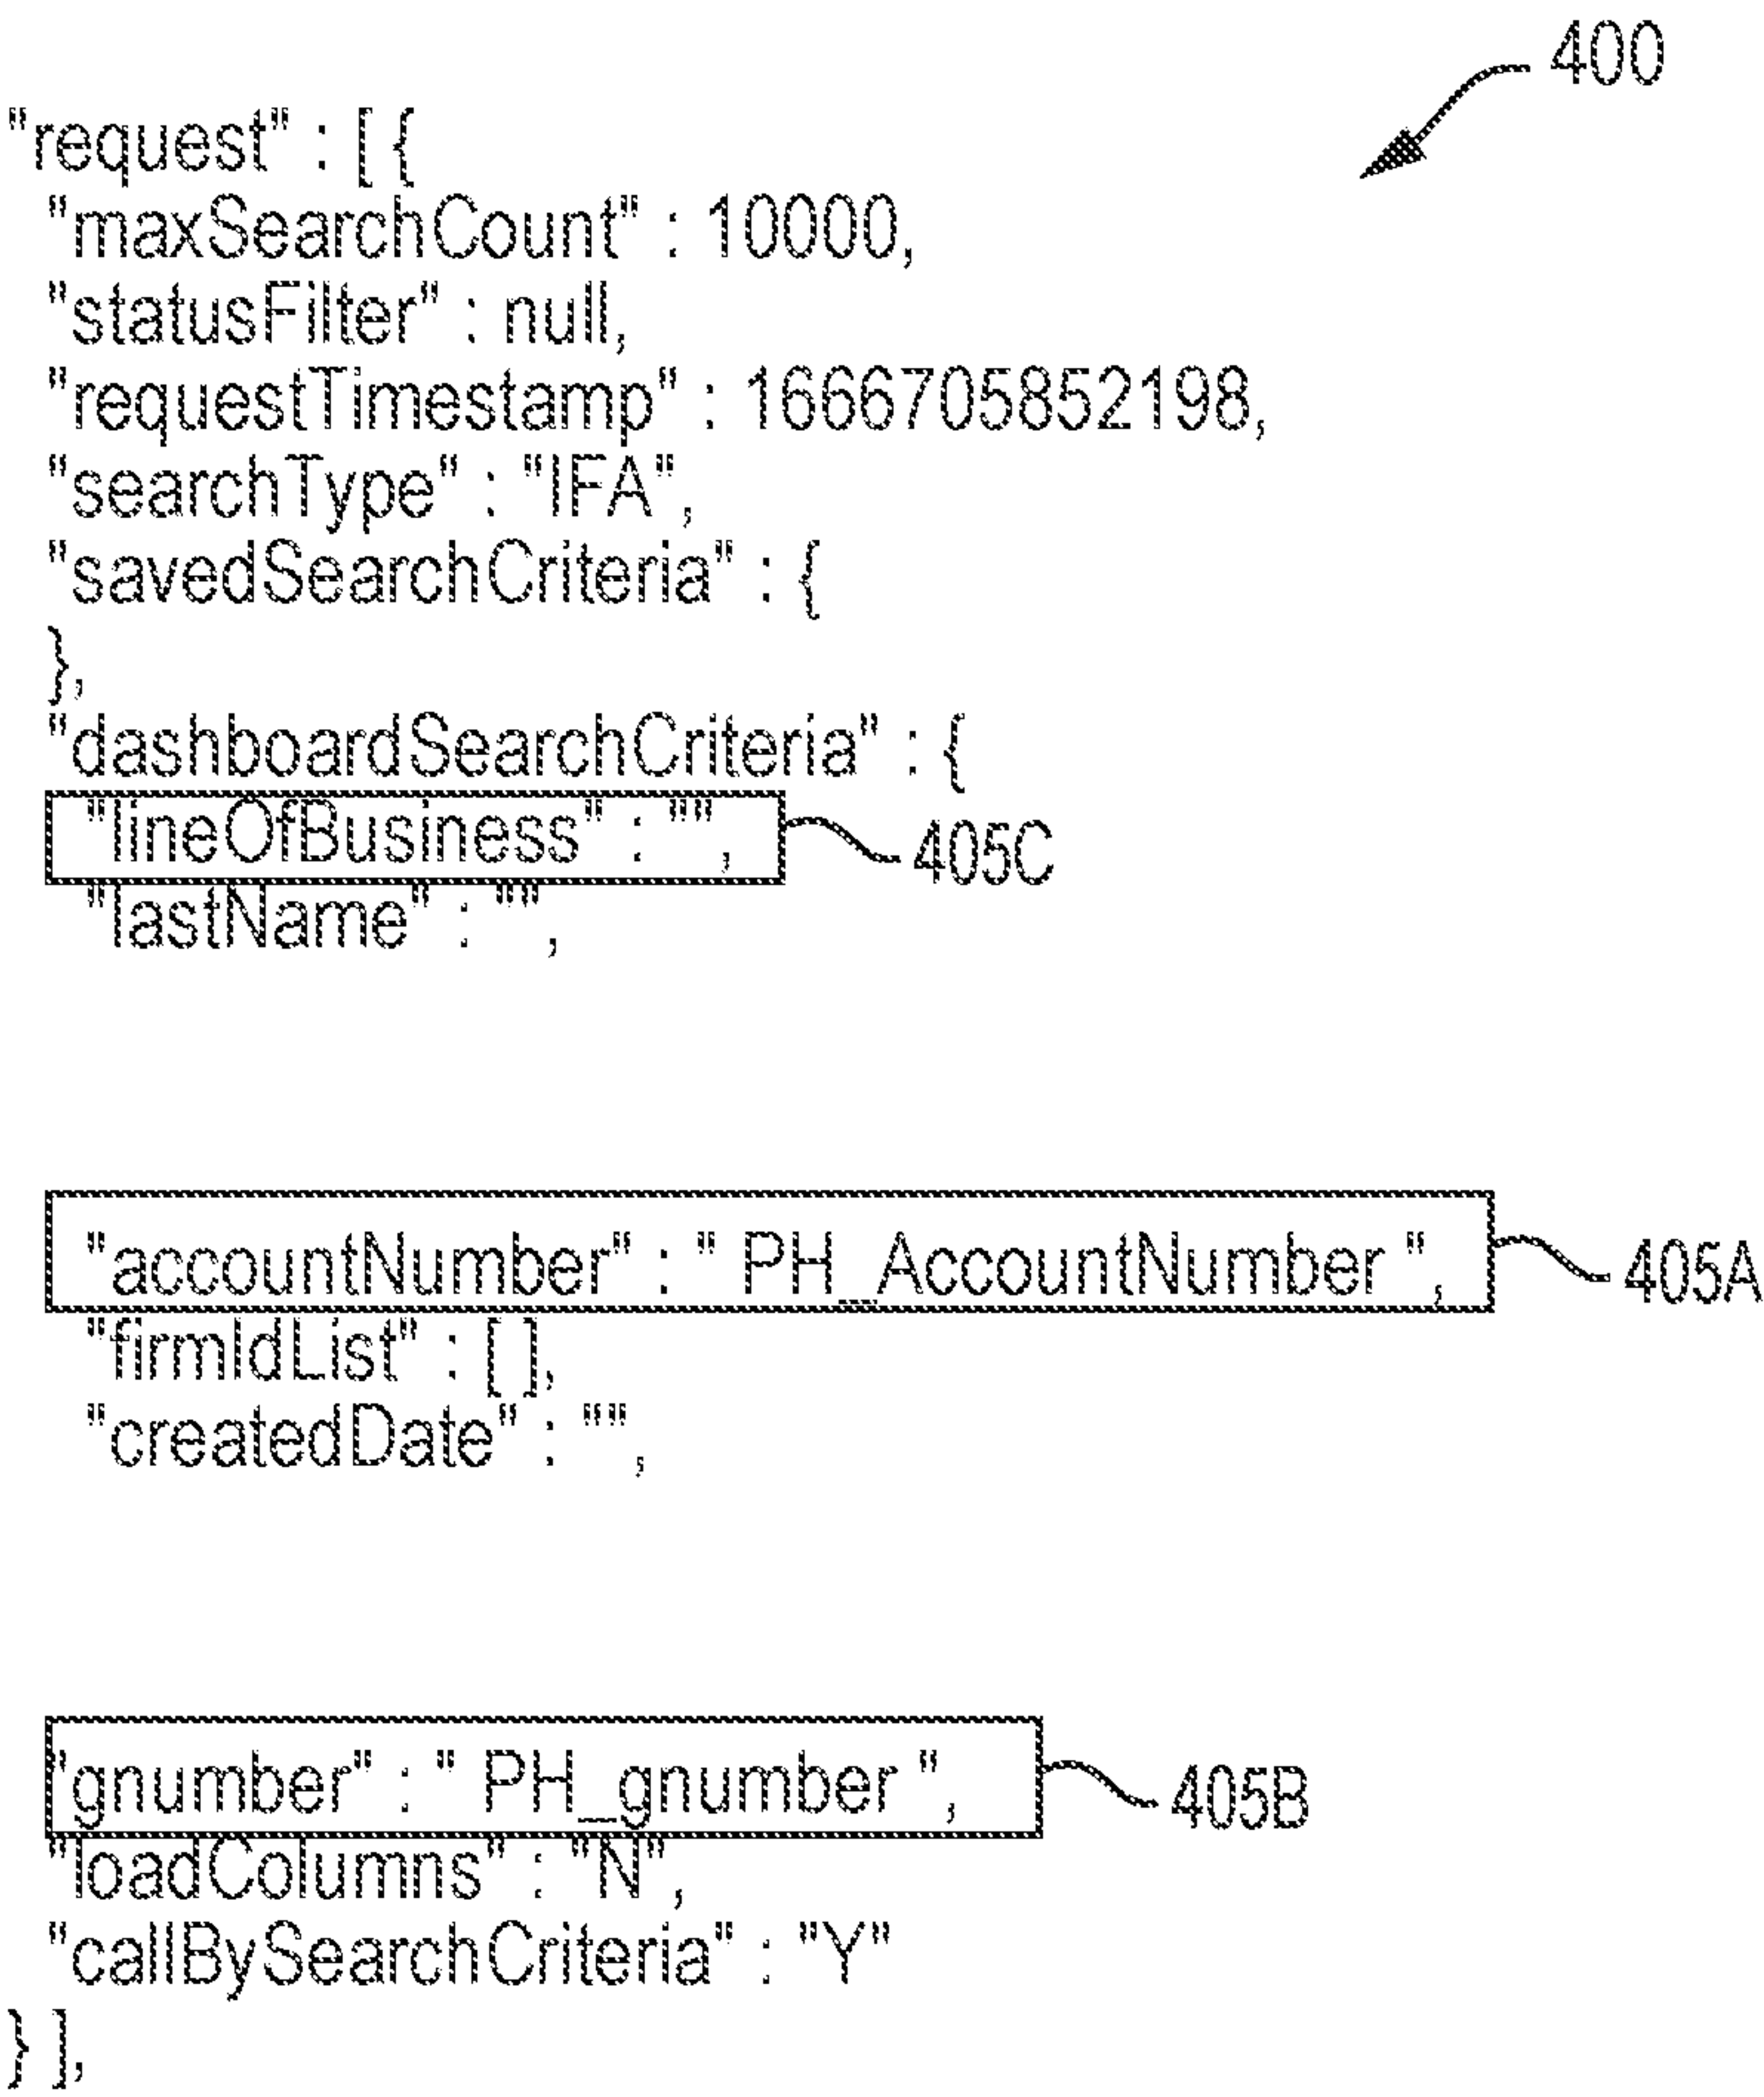 400
"request" : [ {
"maxSearchCount" : 10000,
"statusFilter" : null,
"requestTimestamp" : 1666705852198,
"searchType" : "IFA",
"savedSearchCriteria" : {
},
"dashboardSearchCriteria" : {
"lineOfBusiness" : "", 405C
"lastName" : "",
"accountNumber" : " PH_AccountNumber ", 405A
"firmIdList" : [ ],
"createdDate" : "",
"gnumber" : " PH_gnumber ", 405B
"loadColumns" : "N",
"callBySearchCriteria" : "Y"
} ],